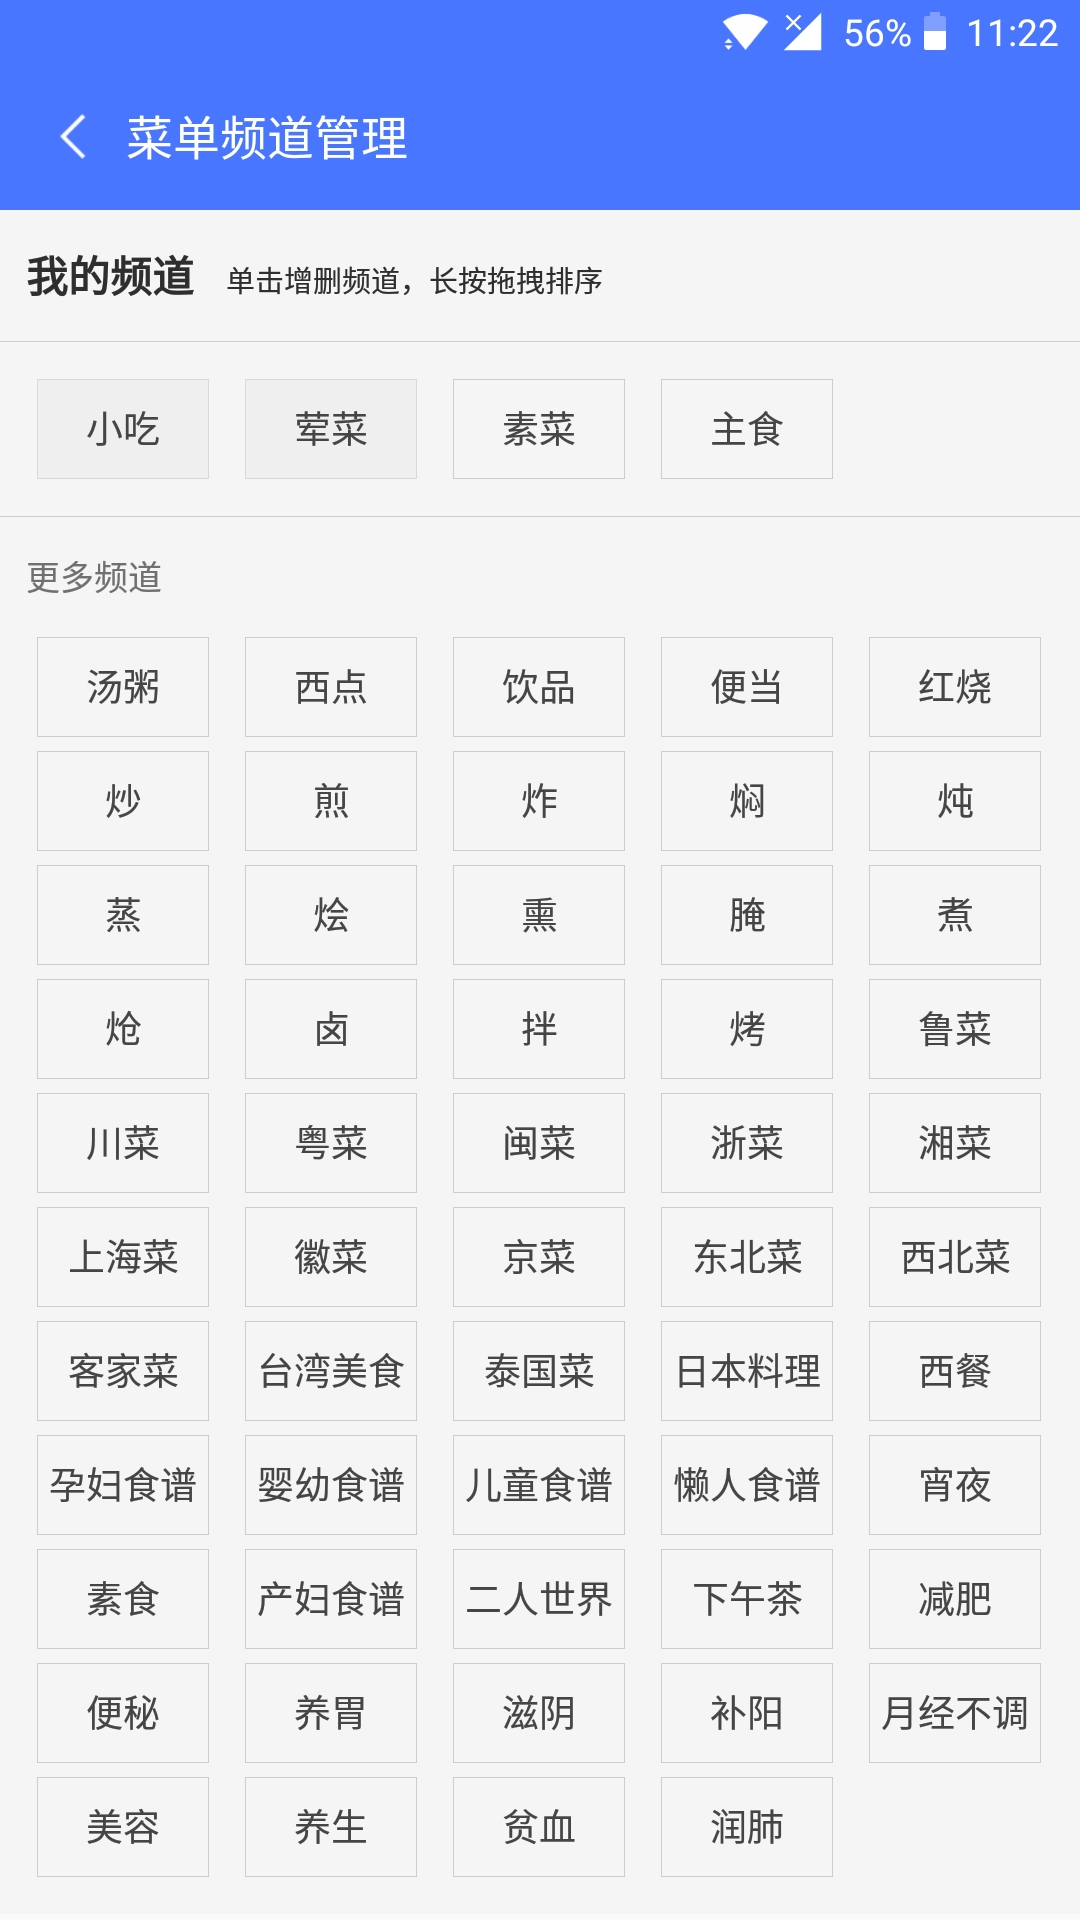 56% 11:22
菜单频道管理
我的频道 单击增删频道，长按拖拽排序
小吃 荤菜 素菜 主食
更多频道
汤粥 西点 饮品 便当 红烧
炒 煎 炸 焖 炖
蒸 烩 熏 腌 煮
炝 卤 拌 烤 鲁菜
川菜 粤菜 闽菜 浙菜 湘菜
上海菜 徽菜 京菜 东北菜 西北菜
客家菜 台湾美食 泰国菜 日本料理 西餐
孕妇食谱 婴幼食谱 儿童食谱 懒人食谱 宵夜
素食 产妇食谱 二人世界 下午茶 减肥
便秘 养胃 滋阴 补阳 月经不调
美容 养生 贫血 润肺